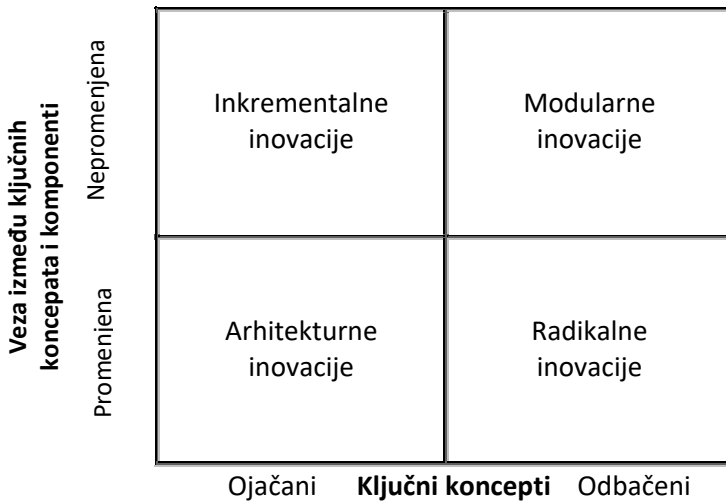 Veza između ključnih
koncepata i komponenti
Nepromenjena
Promenjena
Inkrementalne
inovacije
Modularne
inovacije
Arhitekturne
inovacije
Radikalne
inovacije
Ojačani
Ključni koncepti
Odbačeni